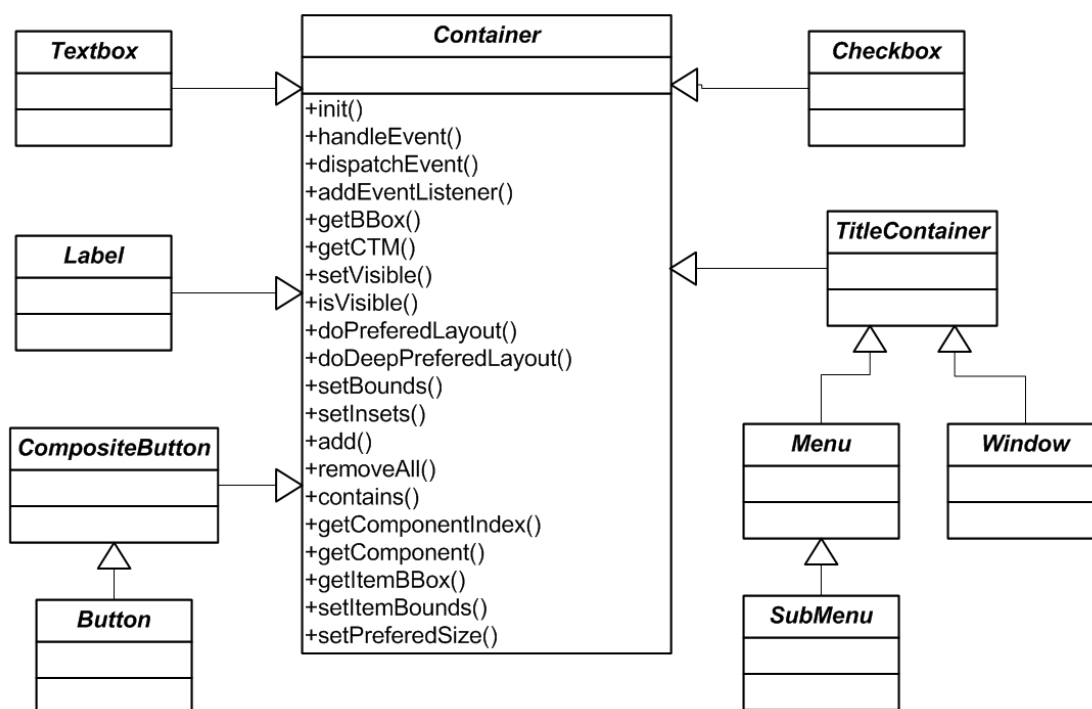 Textbox
Container
Checkbox
+init()
+handleEvent()
+dispatchEvent()
+addEventListener()
+getBBox()
+getCTM()
+setVisible()
+isVisible()
+doPreferedLayout()
+doDeepPreferedLayout()
+setBounds()
+setInsets()
+add()
+removeAll()
+contains()
+getComponentIndex()
+getComponent()
+getItemBBox()
+setItemBounds()
+setPreferedSize()
Label
TitleContainer
CompositeButton
Menu
Window
Button
SubMenu